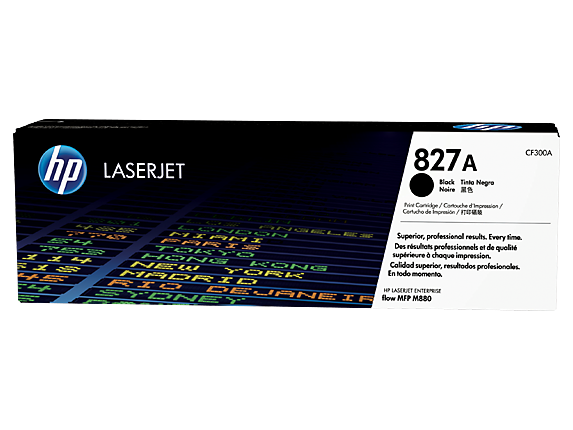 hp
LASERJET
827A
CF300A
Black Tinta Negra
Noire 黑色
Print Cartridge / Cartouche d'Impression /
Cartucho de Impresión / 打印硒鼓
Superior, professional results. Every time.
Des résultats professionnels et de qualité
supérieure à chaque impression.
Calidad superior, resultados profesionales.
En todo momento.
HP LASERJET ENTERPRISE
flow MFP M880
LOS ANGELES
MIAMI
545 PARIS
TOKYO
HONG KONG
114 NEW YORK
545 MADRID
RIO DE JANEIRO